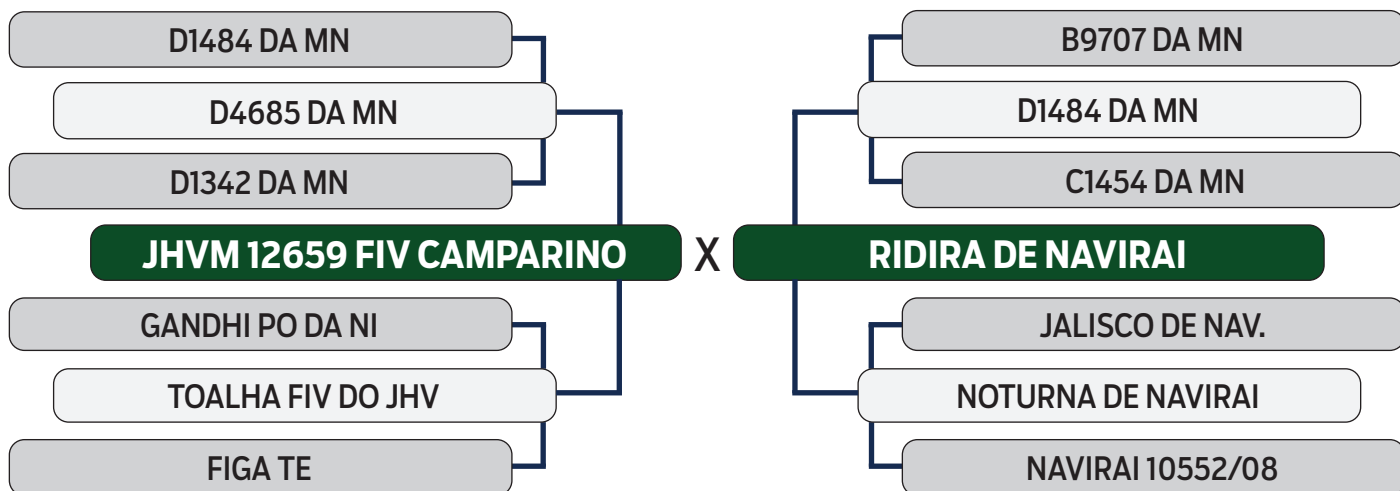 D1484 DA MN
B9707 DA MN
D4685 DA MN
D1484 DA MN
D1342 DA MN
C1454 DA MN
JHVM 12659 FIV CAMPARINO X RIDIRA DE NAVIRAI
GANDHI PO DA NI
JALISCO DE NAV.
TOALHA FIV DO JHV
NOTURNA DE NAVIRAI
FIGA TE
NAVIRAI 10552/08